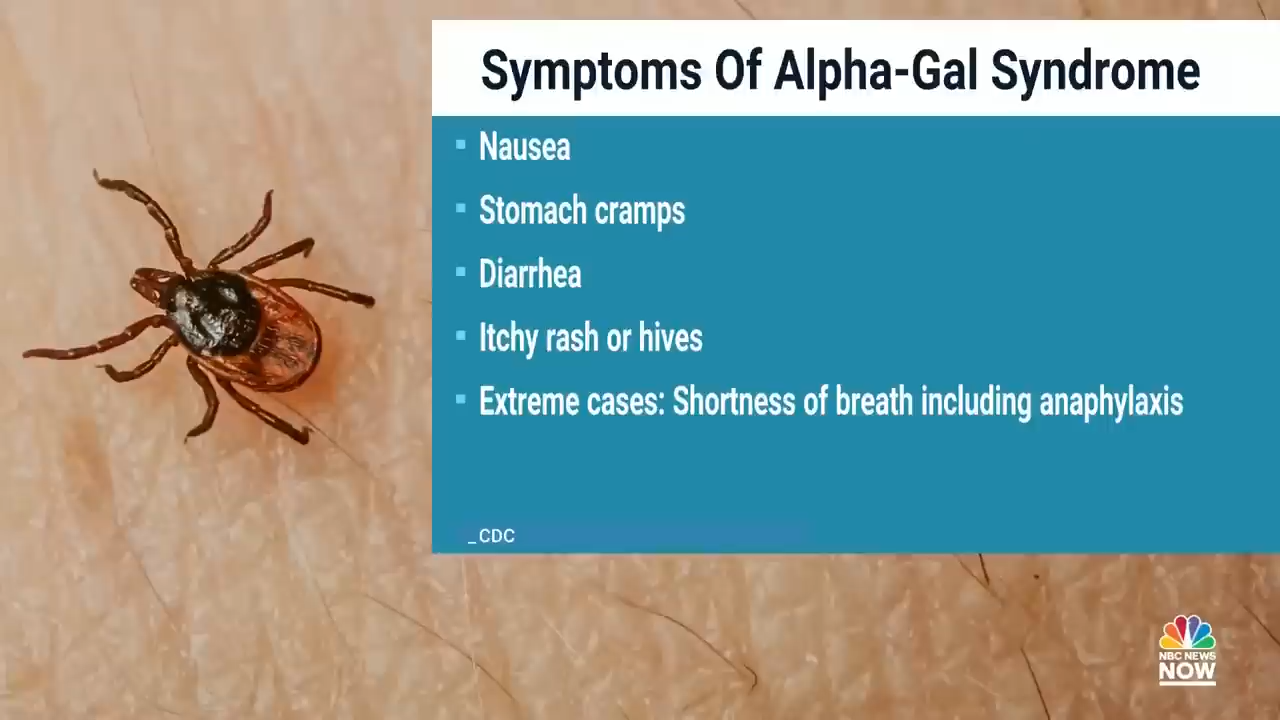 Symptoms Of Alpha-Gal Syndrome
▪ Nausea
▪ Stomach cramps
▪ Diarrhea
▪ Itchy rash or hives
▪ Extreme cases: Shortness of breath including anaphylaxis
_CDC
NBC NEWS
NOW